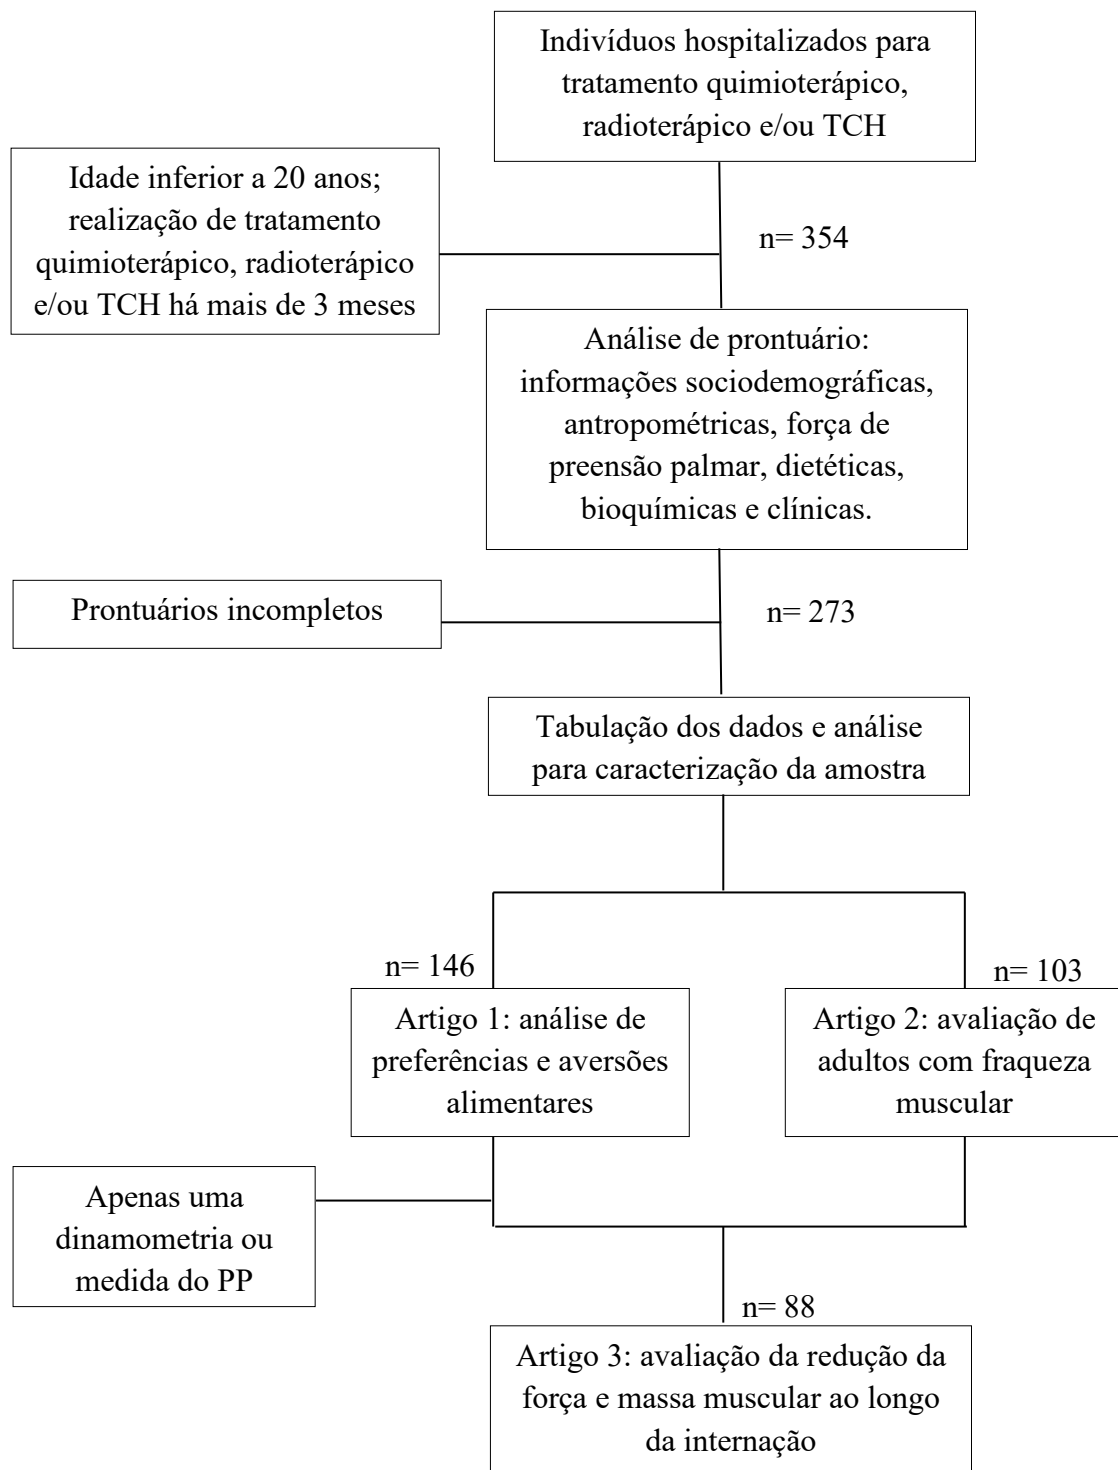 Indivíduos hospitalizados para
tratamento quimioterápico,
radioterápico e/ou TCH
Idade inferior a 20 anos;
realização de tratamento
quimioterápico, radioterápico
e/ou TCH há mais de 3 meses
n= 354
Análise de prontuário:
informações sociodemográficas,
antropométricas, força de
preensão palmar, dietéticas,
bioquímicas e clínicas.
Prontuários incompletos
n= 273
Tabulação dos dados e análise
para caracterização da amostra
n= 146
n= 103
Artigo 1: análise de
preferências e aversões
alimentares
Artigo 2: avaliação de
adultos com fraqueza
muscular
Apenas uma
dinamometria ou
medida do PP
n= 88
Artigo 3: avaliação da redução da
força e massa muscular ao longo
da internação